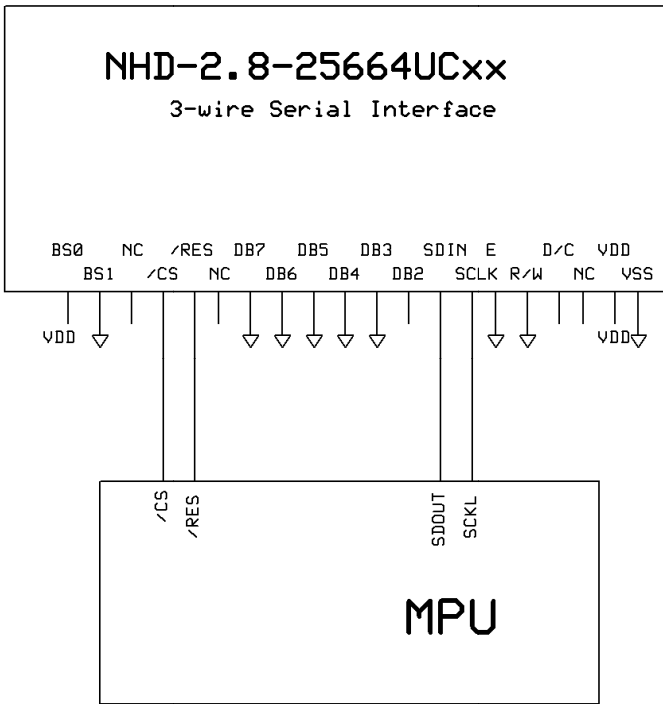 NHD-2.8-25664UCxx
3-wire Serial Interface
BS0 NC /RES DB7 DB5 DB3 SDIN E D/C VDD
BS1 /CS NC DB6 DB4 DB2 SCLK R/W NC VSS
VDD VDD
/CS /RES SDOUT SCKL
MPU